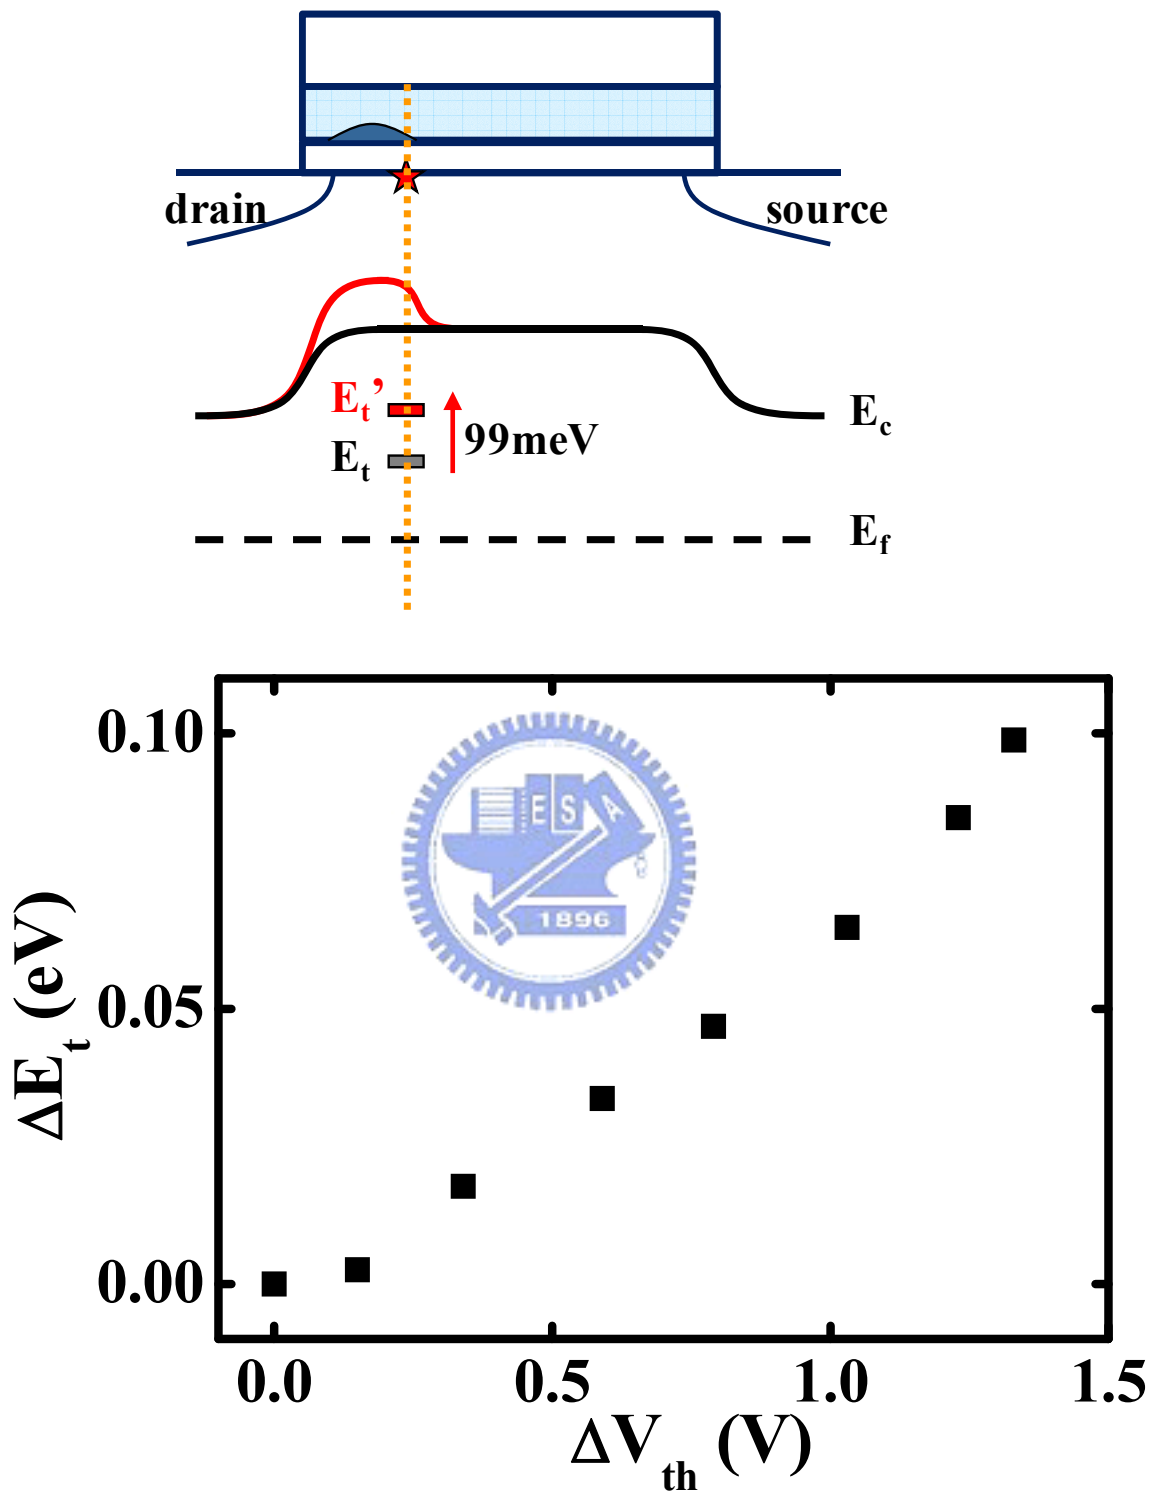 drain
source
Et’
99meV
Ec
Et
Ef
0.10
0.05
0.00
ΔEt (eV)
E S A
1896
0.0 0.5 1.0 1.5
ΔVth (V)